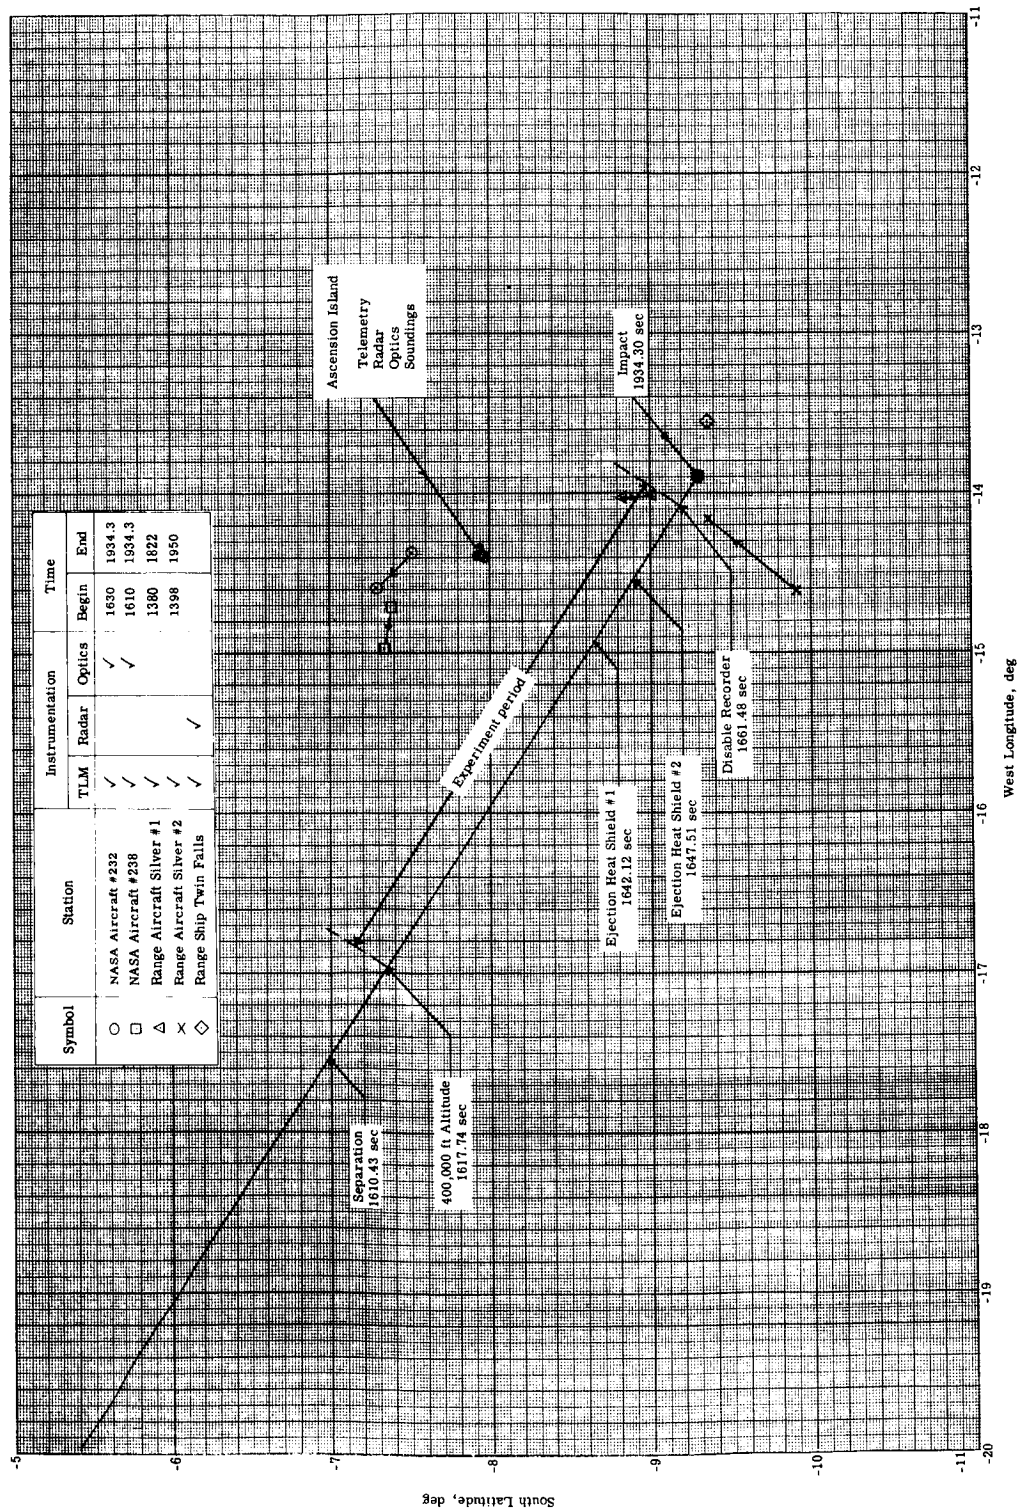 Symbol Station Instrumentation Time
TLM Radar Optics Begin End
○ NASA Aircraft #232 ✓ ✓ 1630 1934.3
□ NASA Aircraft #238 ✓ ✓ 1610 1934.3
△ Range Aircraft Silver #1 ✓ 1380 1822
× Range Aircraft Silver #2 ✓ 1398 1950
◇ Range Ship Twin Falls ✓ ✓
Ascension Island
Telemetry
Radar
Optics
Soundings
Experiment period
Impact
1934.30 sec
Separation
1610.43 sec
400,000 ft Altitude
1617.74 sec
Ejection Heat Shield #1
1642.12 sec
Ejection Heat Shield #2
1647.51 sec
Disable Recorder
1661.48 sec
South Latitude, deg
-5
-6
-7
-8
-9
-10
-11
West Longitude, deg
-20
-19
-18
-17
-16
-15
-14
-13
-12
-11